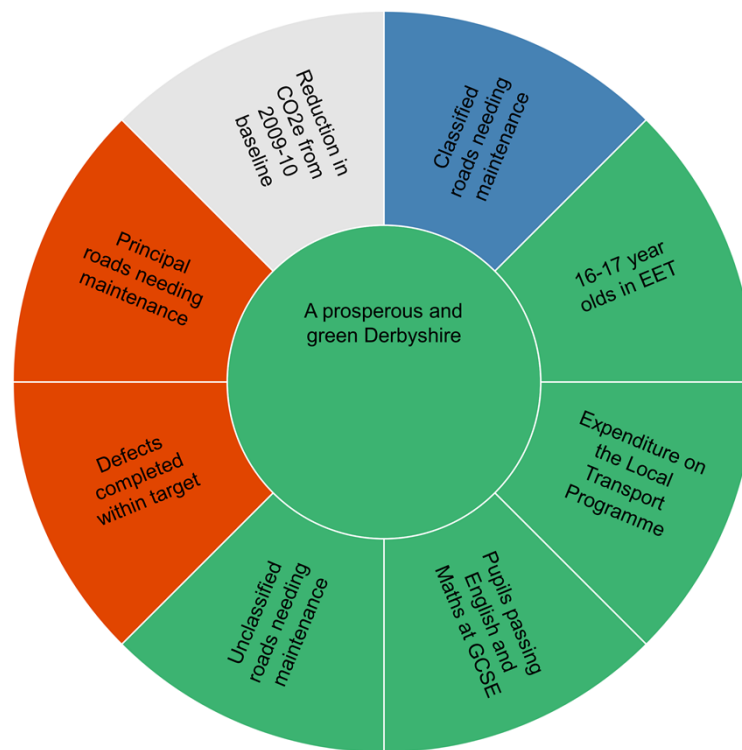 A prosperous and
green Derbyshire
Classified
roads needing
maintenance
16-17 year
olds in EET
Expenditure on
the Local
Transport
Programme
Pupils passing
English and
Maths at GCSE
Unclassified
roads needing
maintenance
Defects
completed
within target
Principal
roads needing
maintenance
Reduction in
CO2e from
2009-10
baseline